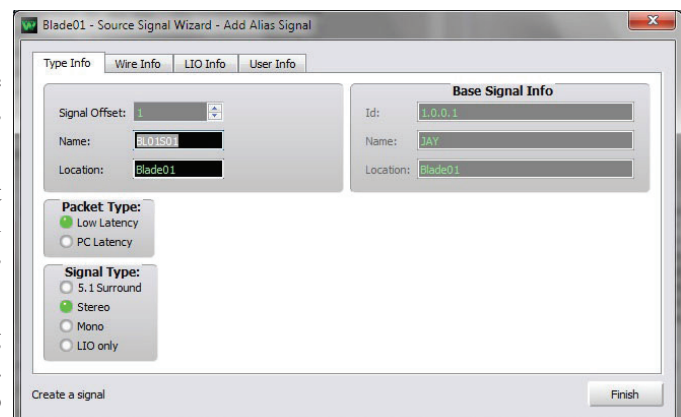 Blade01 - Source Signal Wizard - Add Alias Signal
Type Info Wire Info LIO Info User Info
Signal Offset: 1
Name: BL01S01
Location: Blade01
Base Signal Info
Id: 1.0.0.1
Name: JAY
Location: Blade01
Packet Type:
Low Latency
PC Latency
Signal Type:
5.1 Surround
Stereo
Mono
LIO only
Create a signal
Finish